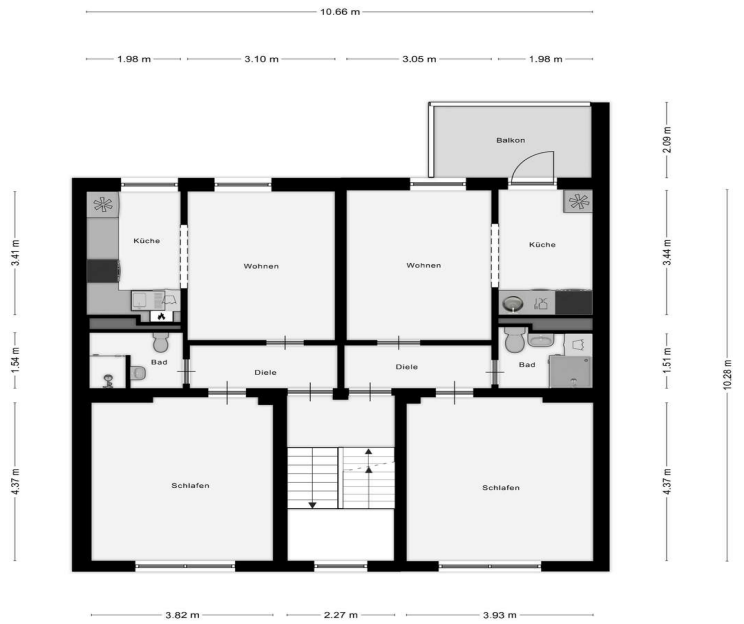 10.66 m
1.98 m
3.10 m
3.05 m
1.98 m
Balkon
2.09 m
Küche
Wohnen
Wohnen
Küche
3.41 m
3.44 m
Bad
Diele
Diele
Bad
1.54 m
1.51 m
10.28 m
Schlafen
Schlafen
4.37 m
4.37 m
3.82 m
2.27 m
3.93 m